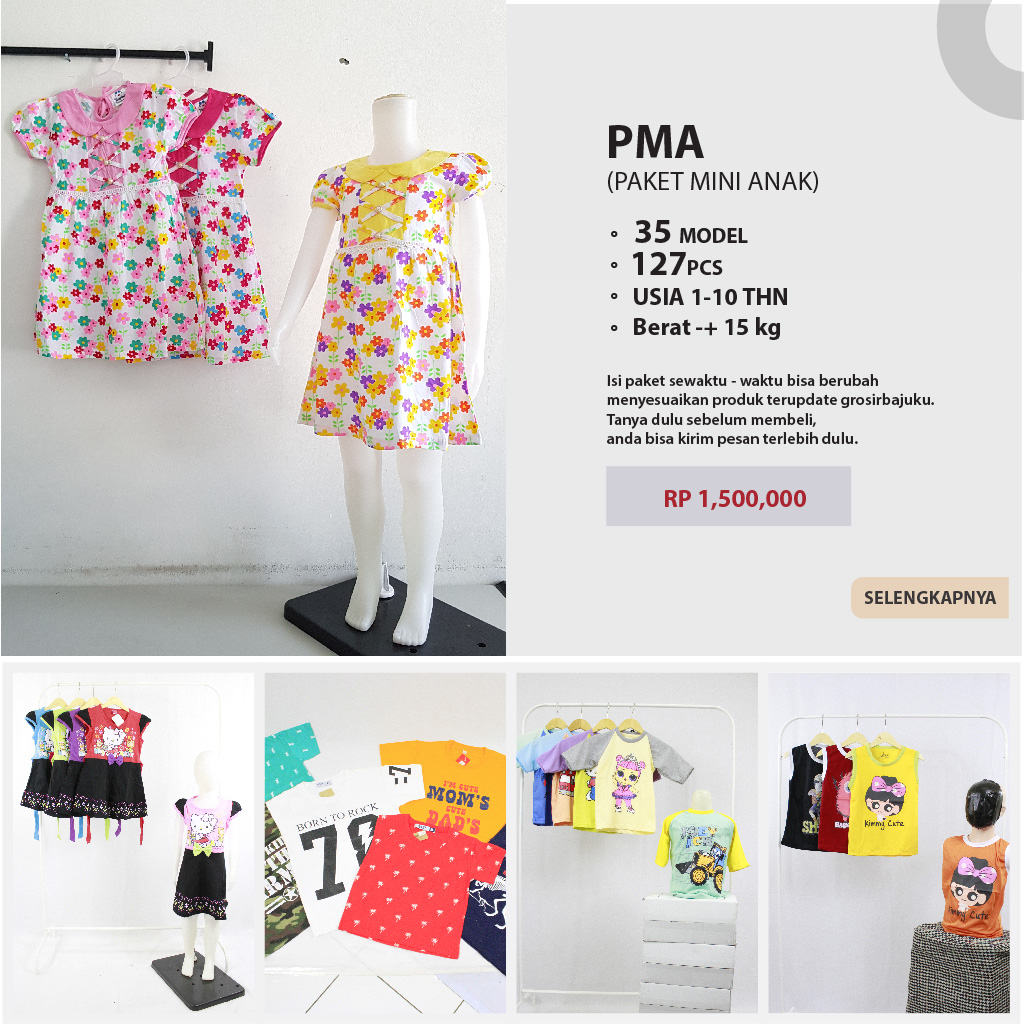 PMA
(PAKET MINI ANAK)
35 MODEL
127PCS
USIA 1-10 THN
Berat -+ 15 kg
Isi paket sewaktu - waktu bisa berubah
menyesuaikan produk terupdate grosirbajuku.
Tanya dulu sebelum membeli,
anda bisa kirim pesan terlebih dulu.
RP 1,500,000
SELENGKAPNYA
I'M CUTE
MOM'S
CUTE
DAD'S
BORN TO ROCK
78
Kimmy Cute
Kimmy Cute